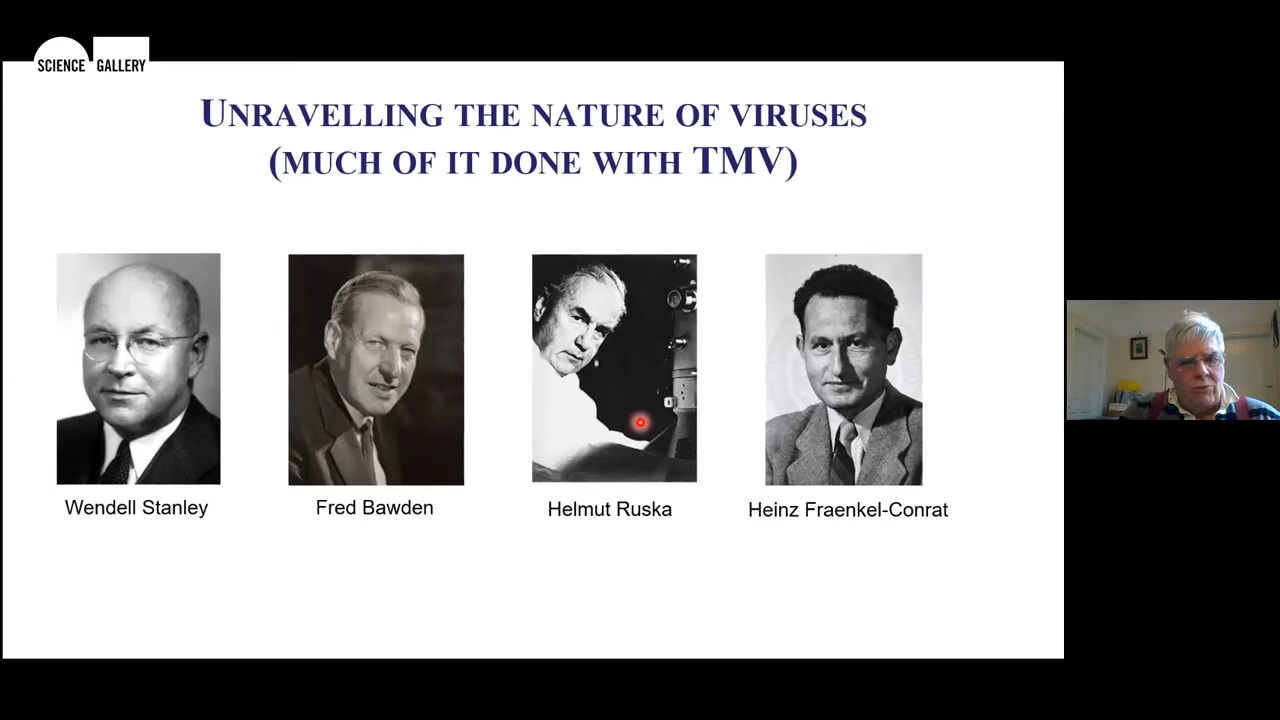 SCIENCE GALLERY
UNRAVELLING THE NATURE OF VIRUSES
(MUCH OF IT DONE WITH TMV)
Wendell Stanley
Fred Bawden
Helmut Ruska
Heinz Fraenkel-Conrat